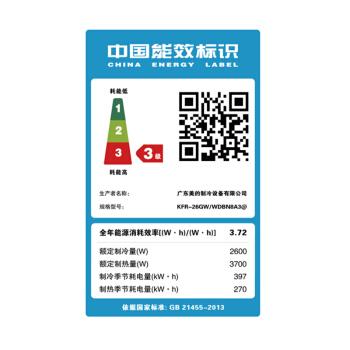 中国能效标识
CHINA ENERGY LABEL
耗能低
1
2
3 3级
耗能高
生产者名称： 广东美的制冷设备有限公司
规格型号： KFR-26GW/WDBN8A3@
全年能源消耗效率[(W·h)/(W·h)] 3.72
额定制冷量(W) 2600
额定制热量(W) 3700
制冷季节耗电量(kW·h) 397
制热季节耗电量(kW·h) 270
依据国家标准: GB 21455-2013